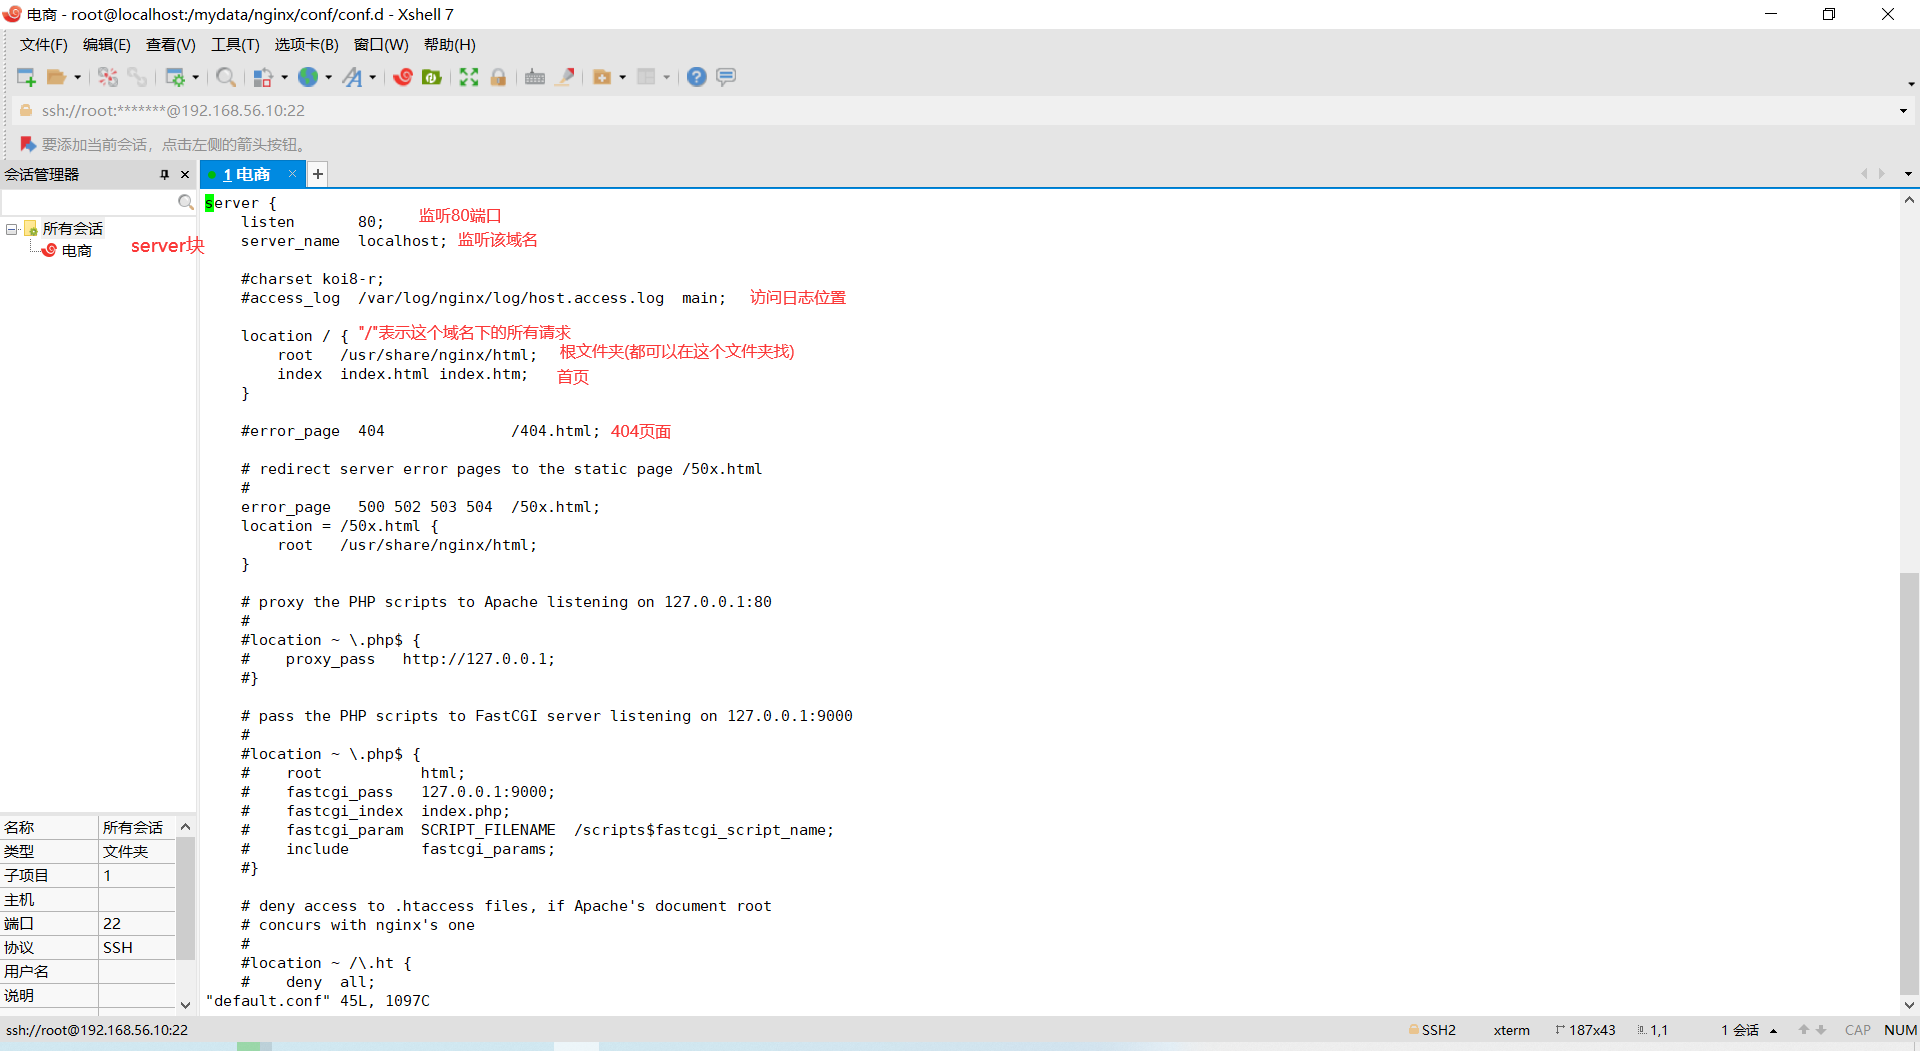 电商 - root@localhost:/mydata/nginx/conf/conf.d - Xshell 7
文件(F) 编辑(E) 查看(V) 工具(T) 选项卡(B) 窗口(W) 帮助(H)
ssh://root:*******@192.168.56.10:22
要添加当前会话，点击左侧的箭头按钮。
会话管理器
1 电商
所有会话
电商
server块
server {
listen 80; 监听80端口
server_name localhost; 监听该域名
#charset koi8-r;
#access_log /var/log/nginx/log/host.access.log main; 访问日志位置
location / { "/"表示这个域名下的所有请求
root /usr/share/nginx/html; 根文件夹(都可以在这个文件夹找)
index index.html index.htm; 首页
}
#error_page 404 /404.html; 404页面
# redirect server error pages to the static page /50x.html
#
error_page 500 502 503 504 /50x.html;
location = /50x.html {
root /usr/share/nginx/html;
}
# proxy the PHP scripts to Apache listening on 127.0.0.1:80
#
#location ~ \.php$ {
# proxy_pass http://127.0.0.1;
#}
# pass the PHP scripts to FastCGI server listening on 127.0.0.1:9000
#
#location ~ \.php$ {
# root html;
# fastcgi_pass 127.0.0.1:9000;
# fastcgi_index index.php;
# fastcgi_param SCRIPT_FILENAME /scripts$fastcgi_script_name;
# include fastcgi_params;
#}
# deny access to .htaccess files, if Apache's document root
# concurs with nginx's one
#
#location ~ /\.ht {
# deny all;
"default.conf" 45L, 1097C
名称 所有会话
类型 文件夹
子项目 1
主机
端口 22
协议 SSH
用户名
说明
ssh://root@192.168.56.10:22 SSH2 xterm 187x43 1,1 1 会话 CAP NUM